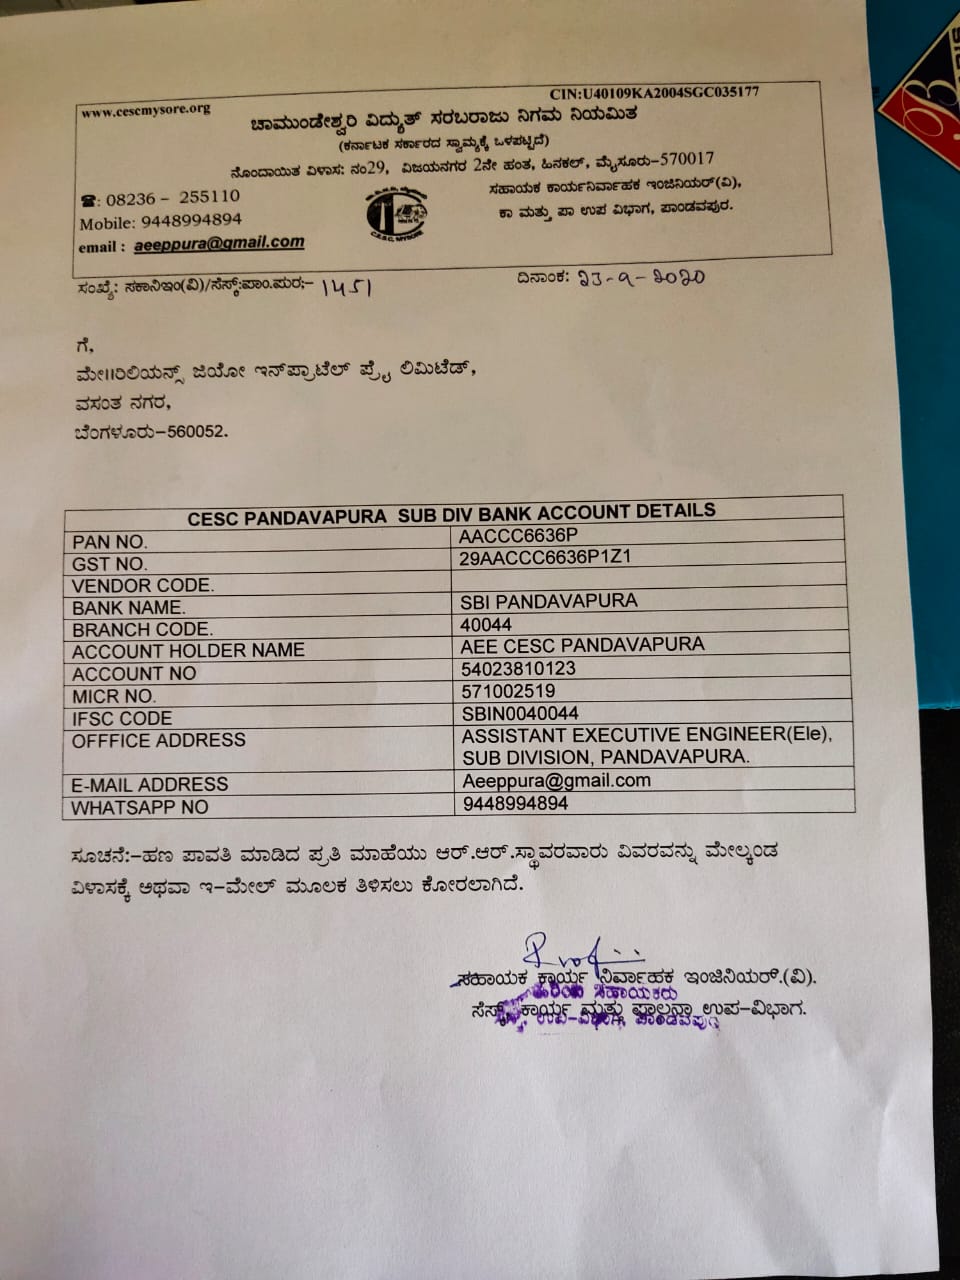 www.cescmysore.org
CIN:U40109KA2004SGC035177
ಚಾಮುಂಡೇಶ್ವರಿ ವಿದ್ಯುತ್ ಸರಬರಾಜು ನಿಗಮ ನಿಯಮಿತ
(ಕರ್ನಾಟಕ ಸರ್ಕಾರದ ಸ್ವಾಮ್ಯಕ್ಕೆ ಒಳಪಟ್ಟಿದೆ)
ನೊಂದಾಯಿತ ವಿಳಾಸ: ನಂ29, ವಿಜಯನಗರ 2ನೇ ಹಂತ, ಹಿನಕಲ್, ಮೈಸೂರು-570017
☎: 08236 - 255110
Mobile: 9448994894
email : aeeppura@gmail.com
C.E.S.C, MYSORE
ಸಹಾಯಕ ಕಾರ್ಯನಿರ್ವಾಹಕ ಇಂಜಿನಿಯರ್(ವಿ),
ಕಾ ಮತ್ತು ಪಾ ಉಪ ವಿಭಾಗ, ಪಾಂಡವಪುರ.
ಸಂಖ್ಯೆ: ಸಕಾನಿಇಂ(ವಿ)/ಸೆಸ್ಕ್:ಪಾಂ.ಪುರ:- 1451
ದಿನಾಂಕ: 23-9-2020
ಗೆ,
ಮೇ॥ರಿಲಿಯನ್ಸ್ ಜಿಯೋ ಇನ್‌ಪ್ರಾಟೆಲ್ ಪ್ರೈ ಲಿಮಿಟೆಡ್,
ವಸಂತ ನಗರ,
ಬೆಂಗಳೂರು-560052.
CESC PANDAVAPURA SUB DIV BANK ACCOUNT DETAILS
PAN NO. AACCC6636P
GST NO. 29AACCC6636P1Z1
VENDOR CODE.
BANK NAME. SBI PANDAVAPURA
BRANCH CODE. 40044
ACCOUNT HOLDER NAME AEE CESC PANDAVAPURA
ACCOUNT NO 54023810123
MICR NO. 571002519
IFSC CODE SBIN0040044
OFFFICE ADDRESS ASSISTANT EXECUTIVE ENGINEER(Ele),
SUB DIVISION, PANDAVAPURA.
E-MAIL ADDRESS Aeeppura@gmail.com
WHATSAPP NO 9448994894
ಸೂಚನೆ:-ಹಣ ಪಾವತಿ ಮಾಡಿದ ಪ್ರತಿ ಮಾಹೆಯು ಆರ್.ಆರ್.ಸ್ಥಾವರವಾರು ವಿವರವನ್ನು ಮೇಲ್ಕಂಡ
ವಿಳಾಸಕ್ಕೆ ಅಥವಾ ಇ-ಮೇಲ್ ಮೂಲಕ ತಿಳಿಸಲು ಕೋರಲಾಗಿದೆ.
ಸಹಾಯಕ ಕಾರ್ಯ ನಿರ್ವಾಹಕ ಇಂಜಿನಿಯರ್.(ವಿ).
ಹಿರಿಯ ಸಹಾಯಕರು
ಸೆಸ್ಕ್, ಕಾರ್ಯ ಮತ್ತು ಪಾಲನಾ ಉಪ-ವಿಭಾಗ.
ಉಪ-ವಿಭಾಗ, ಪಾಂಡವಪುರ